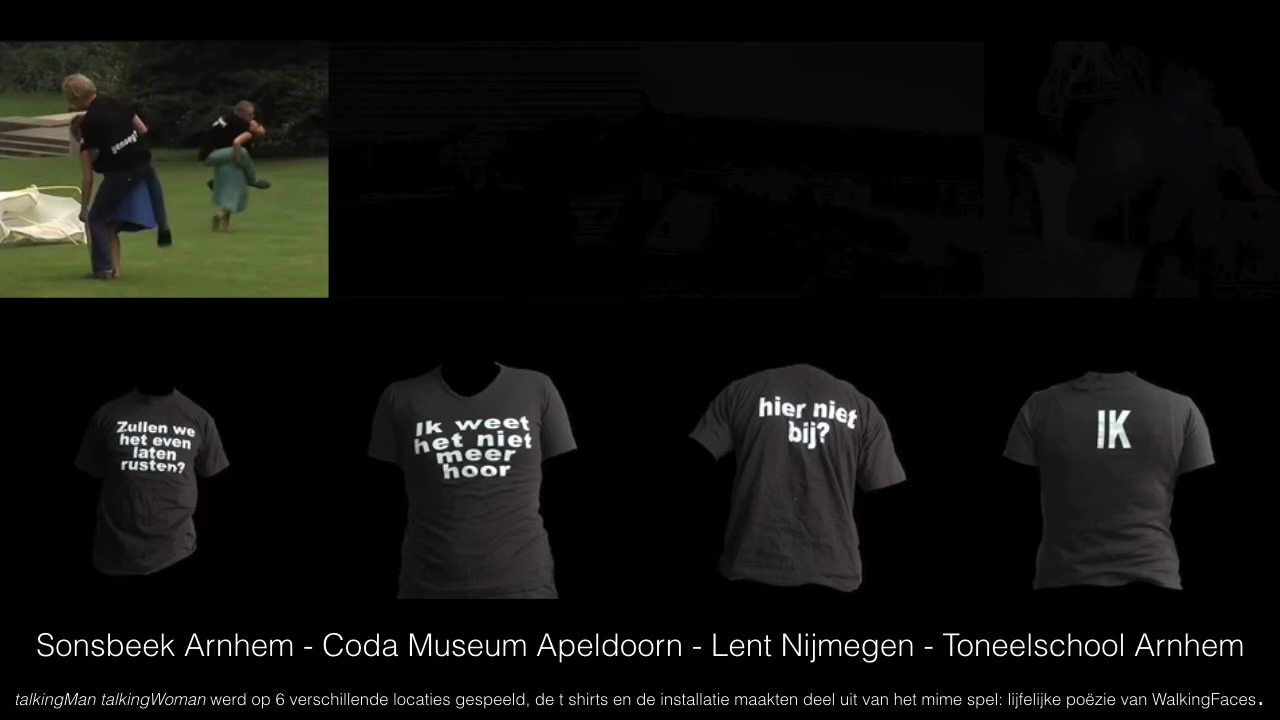 genoeg?
Zullen we
het even
laten
rusten?
Ik weet
het niet
meer
hoor
hier niet
bij?
IK
Sonsbeek Arnhem - Coda Museum Apeldoorn - Lent Nijmegen - Toneelschool Arnhem
talkingMan talkingWoman werd op 6 verschillende locaties gespeeld, de t shirts en de installatie maakten deel uit van het mime spel: lijfelijke poëzie van WalkingFaces.